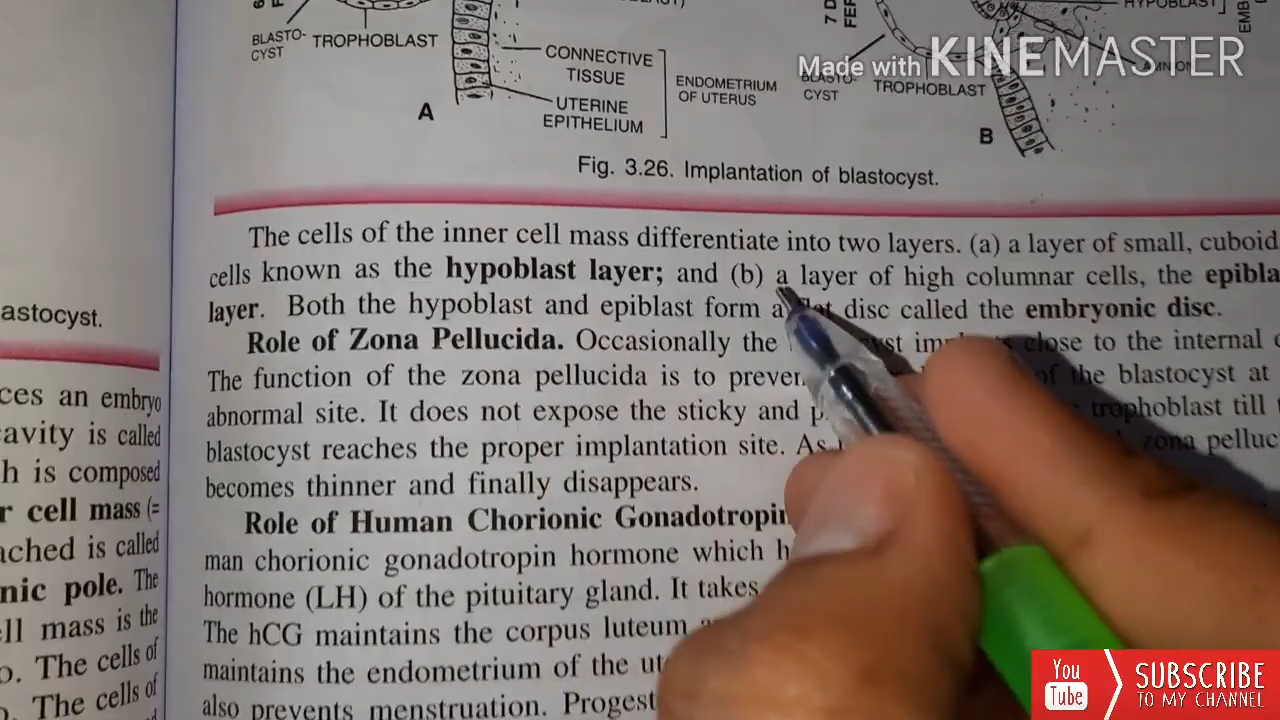 BLASTO-
CYST
TROPHOBLAST
CONNECTIVE
TISSUE
UTERINE
EPITHELIUM
ENDOMETRIUM
OF UTERUS
A
7 D
FER
HYPOBLAST
EMB
BLASTO-
CYST
TROPHOBLAST
AMNION
B
Made with KINEMASTER
Fig. 3.26. Implantation of blastocyst.
The cells of the inner cell mass differentiate into two layers. (a) a layer of small, cuboid
cells known as the hypoblast layer; and (b) a layer of high columnar cells, the epibla
layer. Both the hypoblast and epiblast form a disc called the embryonic disc.
Role of Zona Pellucida. Occasionally the close to the internal
The function of the zona pellucida is to preven of the blastocyst at
abnormal site. It does not expose the sticky and p trophoblast till
blastocyst reaches the proper implantation site. As zona pelluc
becomes thinner and finally disappears.
Role of Human Chorionic Gonadotropin
man chorionic gonadotropin hormone which h
hormone (LH) of the pituitary gland. It takes
The hCG maintains the corpus luteum
maintains the endometrium of the ut
also prevents menstruation. Progest
astocyst.
ces an embryo
avity is called
h is composed
r cell mass (=
ached is called
nic pole. The
ll mass is the
o. The cells of
. The cells of
You
Tube
SUBSCRIBE
TO MY CHANNEL